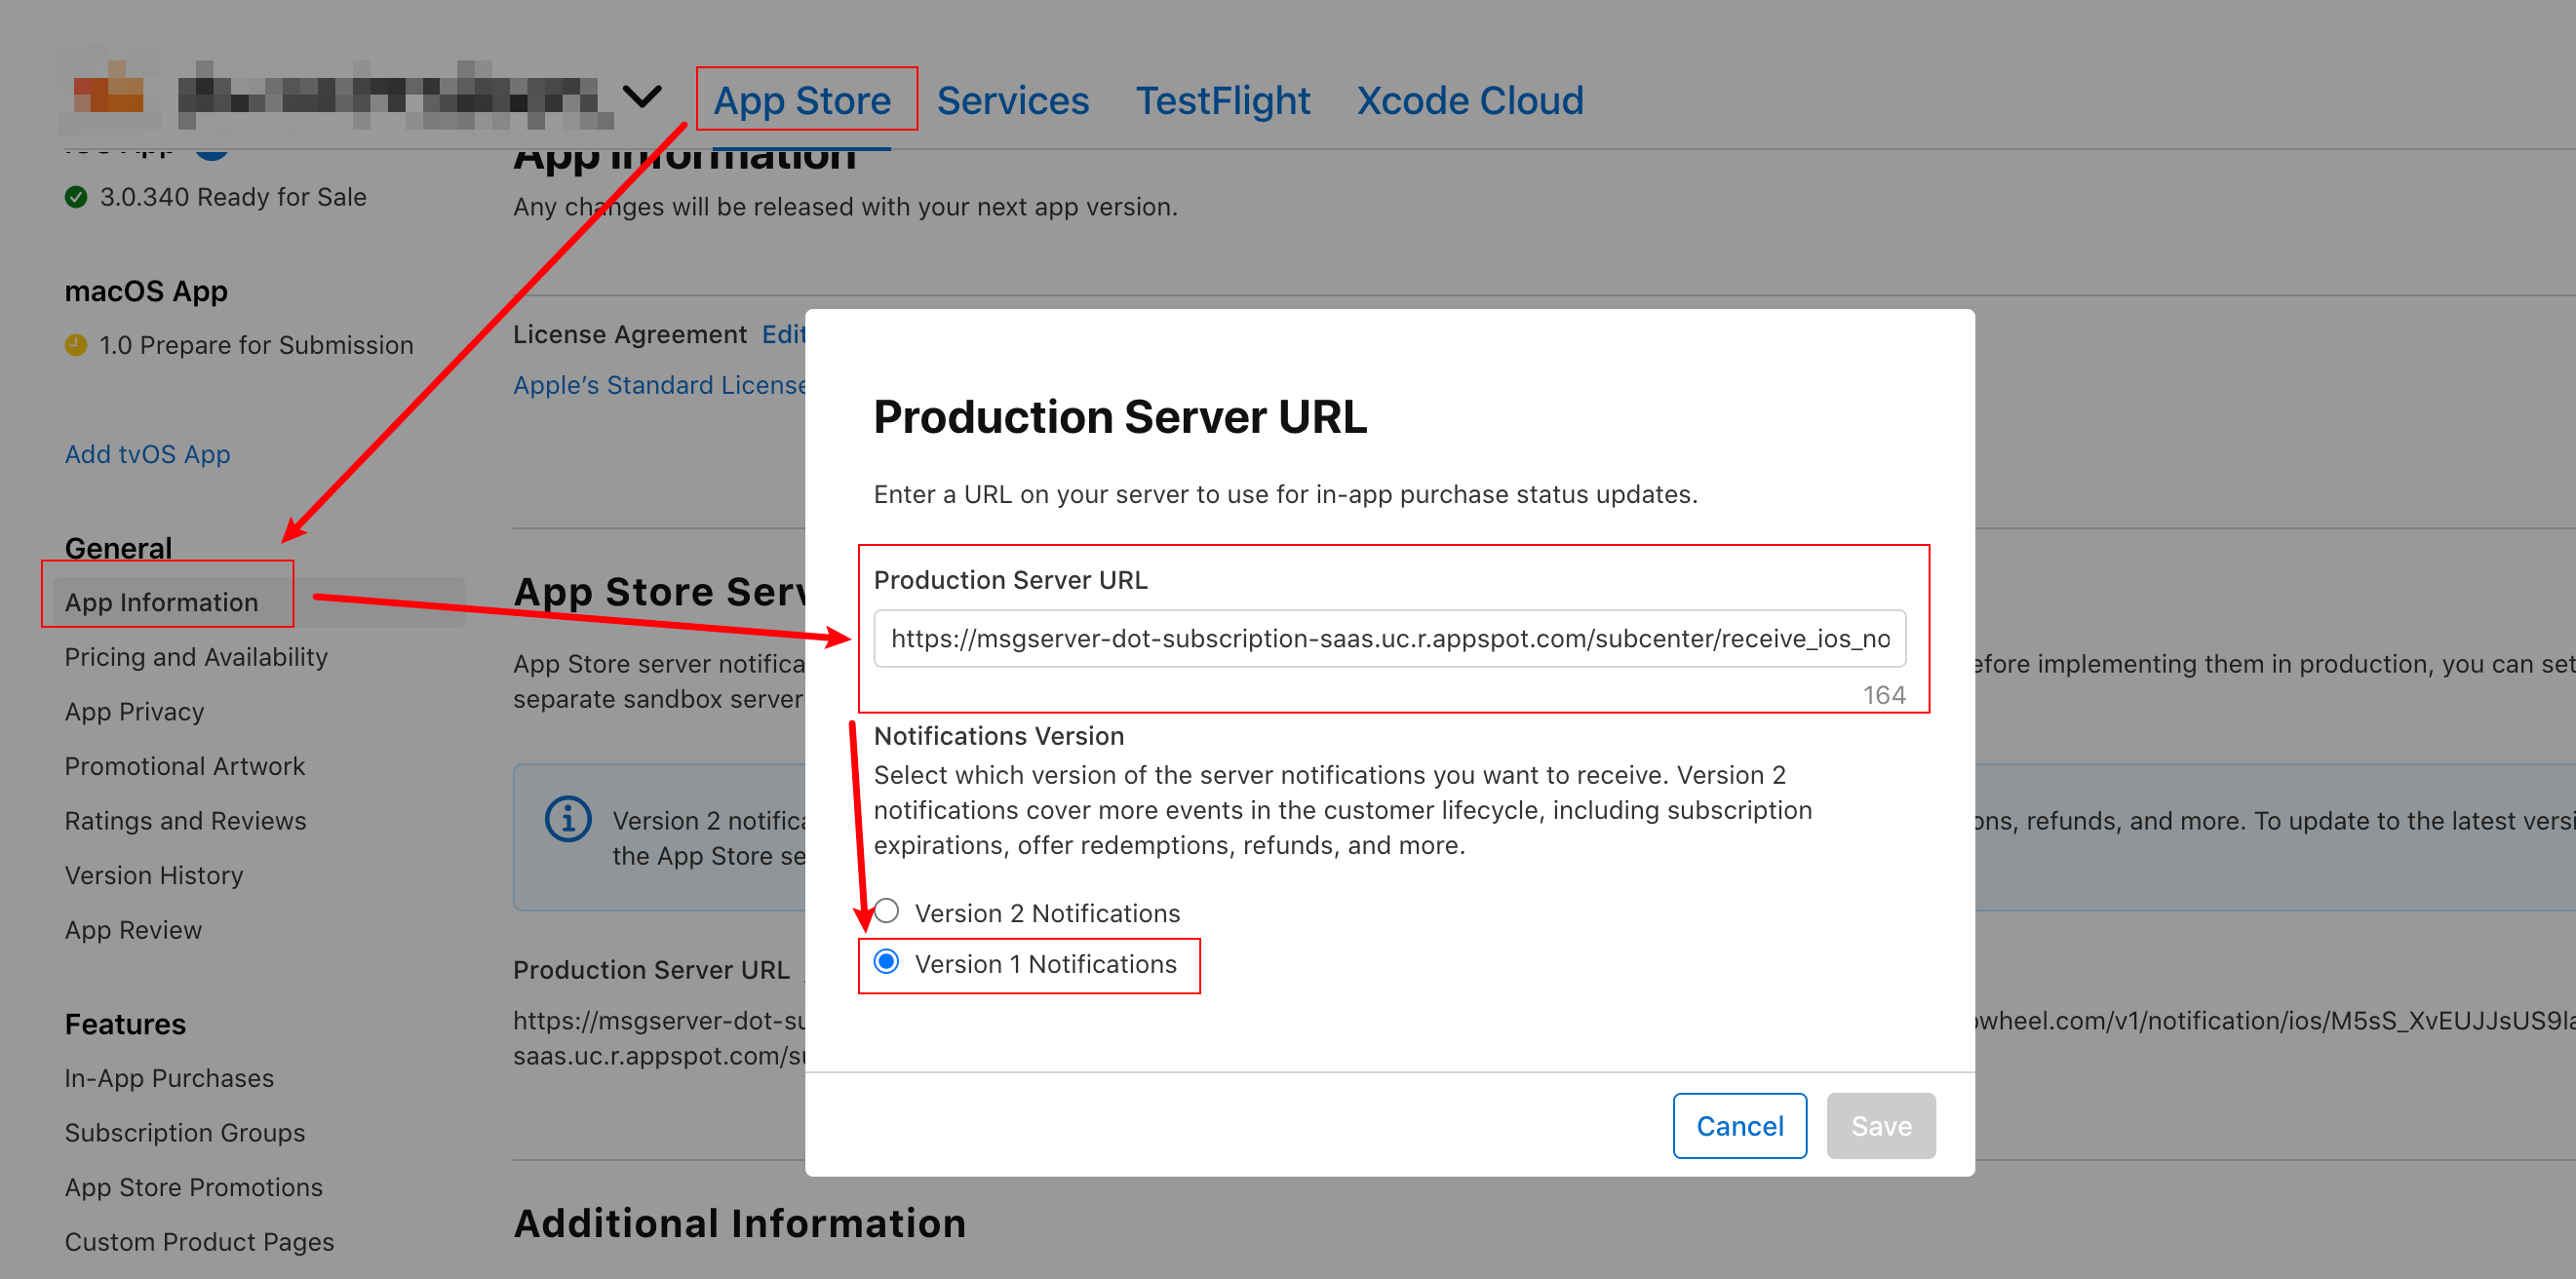 App Store
Services
TestFlight
Xcode Cloud
iOS App
3.0.340 Ready for Sale
macOS App
1.0 Prepare for Submission
Add tvOS App
General
App Information
Pricing and Availability
App Privacy
Promotional Artwork
Ratings and Reviews
Version History
App Review
Features
In-App Purchases
Subscription Groups
App Store Promotions
Custom Product Pages
App Information
Any changes will be released with your next app version.
License Agreement Edit
Apple’s Standard License
App Store Serv
App Store server notifica
efore implementing them in production, you can set
separate sandbox server
Version 2 notifica
ons, refunds, and more. To update to the latest versi
the App Store se
Production Server URL
https://msgserver-dot-su
owheel.com/v1/notification/ios/M5sS_XvEUJJsUS9la
saas.uc.r.appspot.com/su
Additional Information
Production Server URL
Enter a URL on your server to use for in-app purchase status updates.
Production Server URL
https://msgserver-dot-subscription-saas.uc.r.appspot.com/subcenter/receive_ios_no
164
Notifications Version
Select which version of the server notifications you want to receive. Version 2
notifications cover more events in the customer lifecycle, including subscription
expirations, offer redemptions, refunds, and more.
Version 2 Notifications
Version 1 Notifications
Cancel
Save